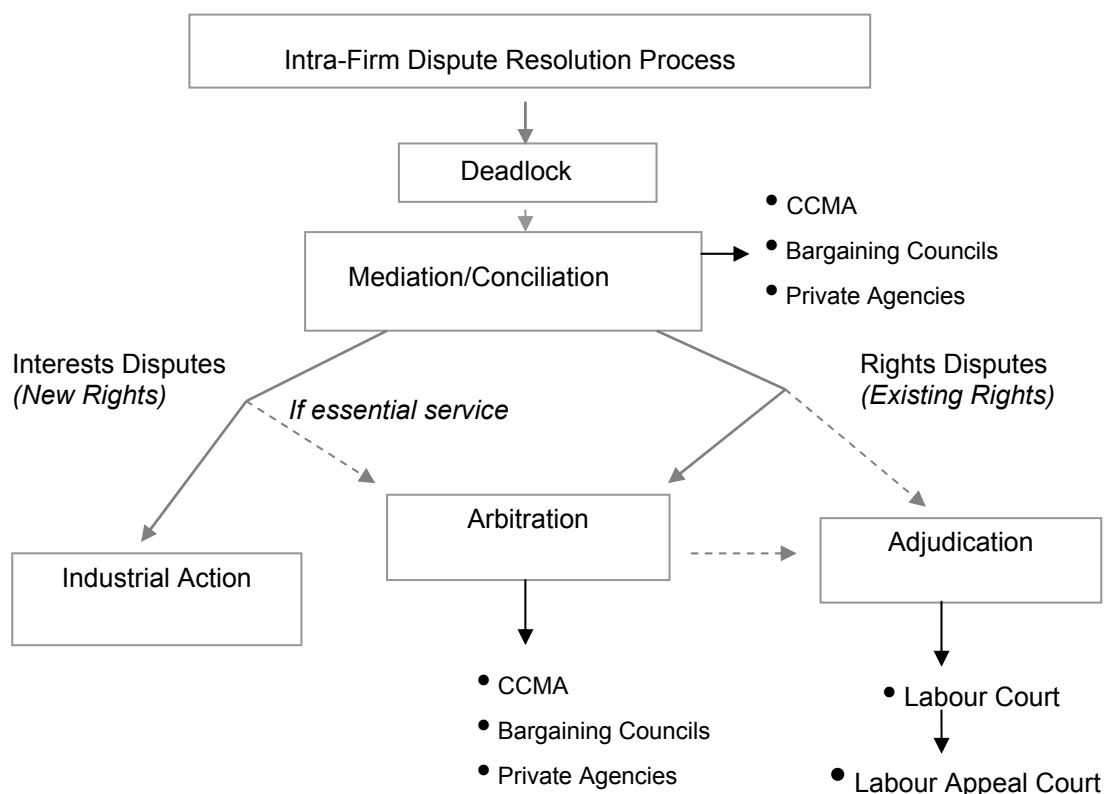 Intra-Firm Dispute Resolution Process
Deadlock
Mediation/Conciliation
• CCMA
• Bargaining Councils
• Private Agencies
Interests Disputes
(New Rights)
If essential service
Rights Disputes
(Existing Rights)
Industrial Action
Arbitration
Adjudication
• CCMA
• Bargaining Councils
• Private Agencies
• Labour Court
• Labour Appeal Court